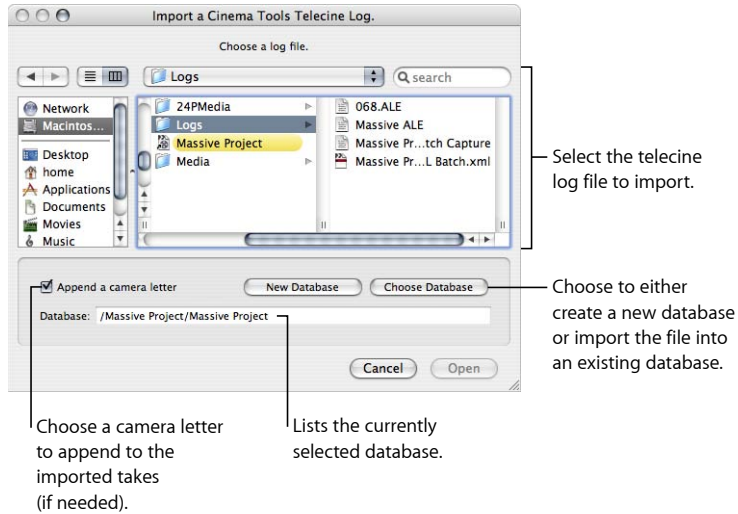 Import a Cinema Tools Telecine Log.
Choose a log file.
Logs
search
Network
Macintos...
Desktop
home
Applications
Documents
Movies
Music
24PMedia
Logs
Massive Project
Media
068.ALE
Massive ALE
Massive Pr...tch Capture
Massive Pr...L Batch.xml
Select the telecine
log file to import.
Append a camera letter
New Database
Choose Database
Database: /Massive Project/Massive Project
Cancel
Open
Choose to either
create a new database
or import the file into
an existing database.
Choose a camera letter
to append to the
imported takes
(if needed).
Lists the currently
selected database.